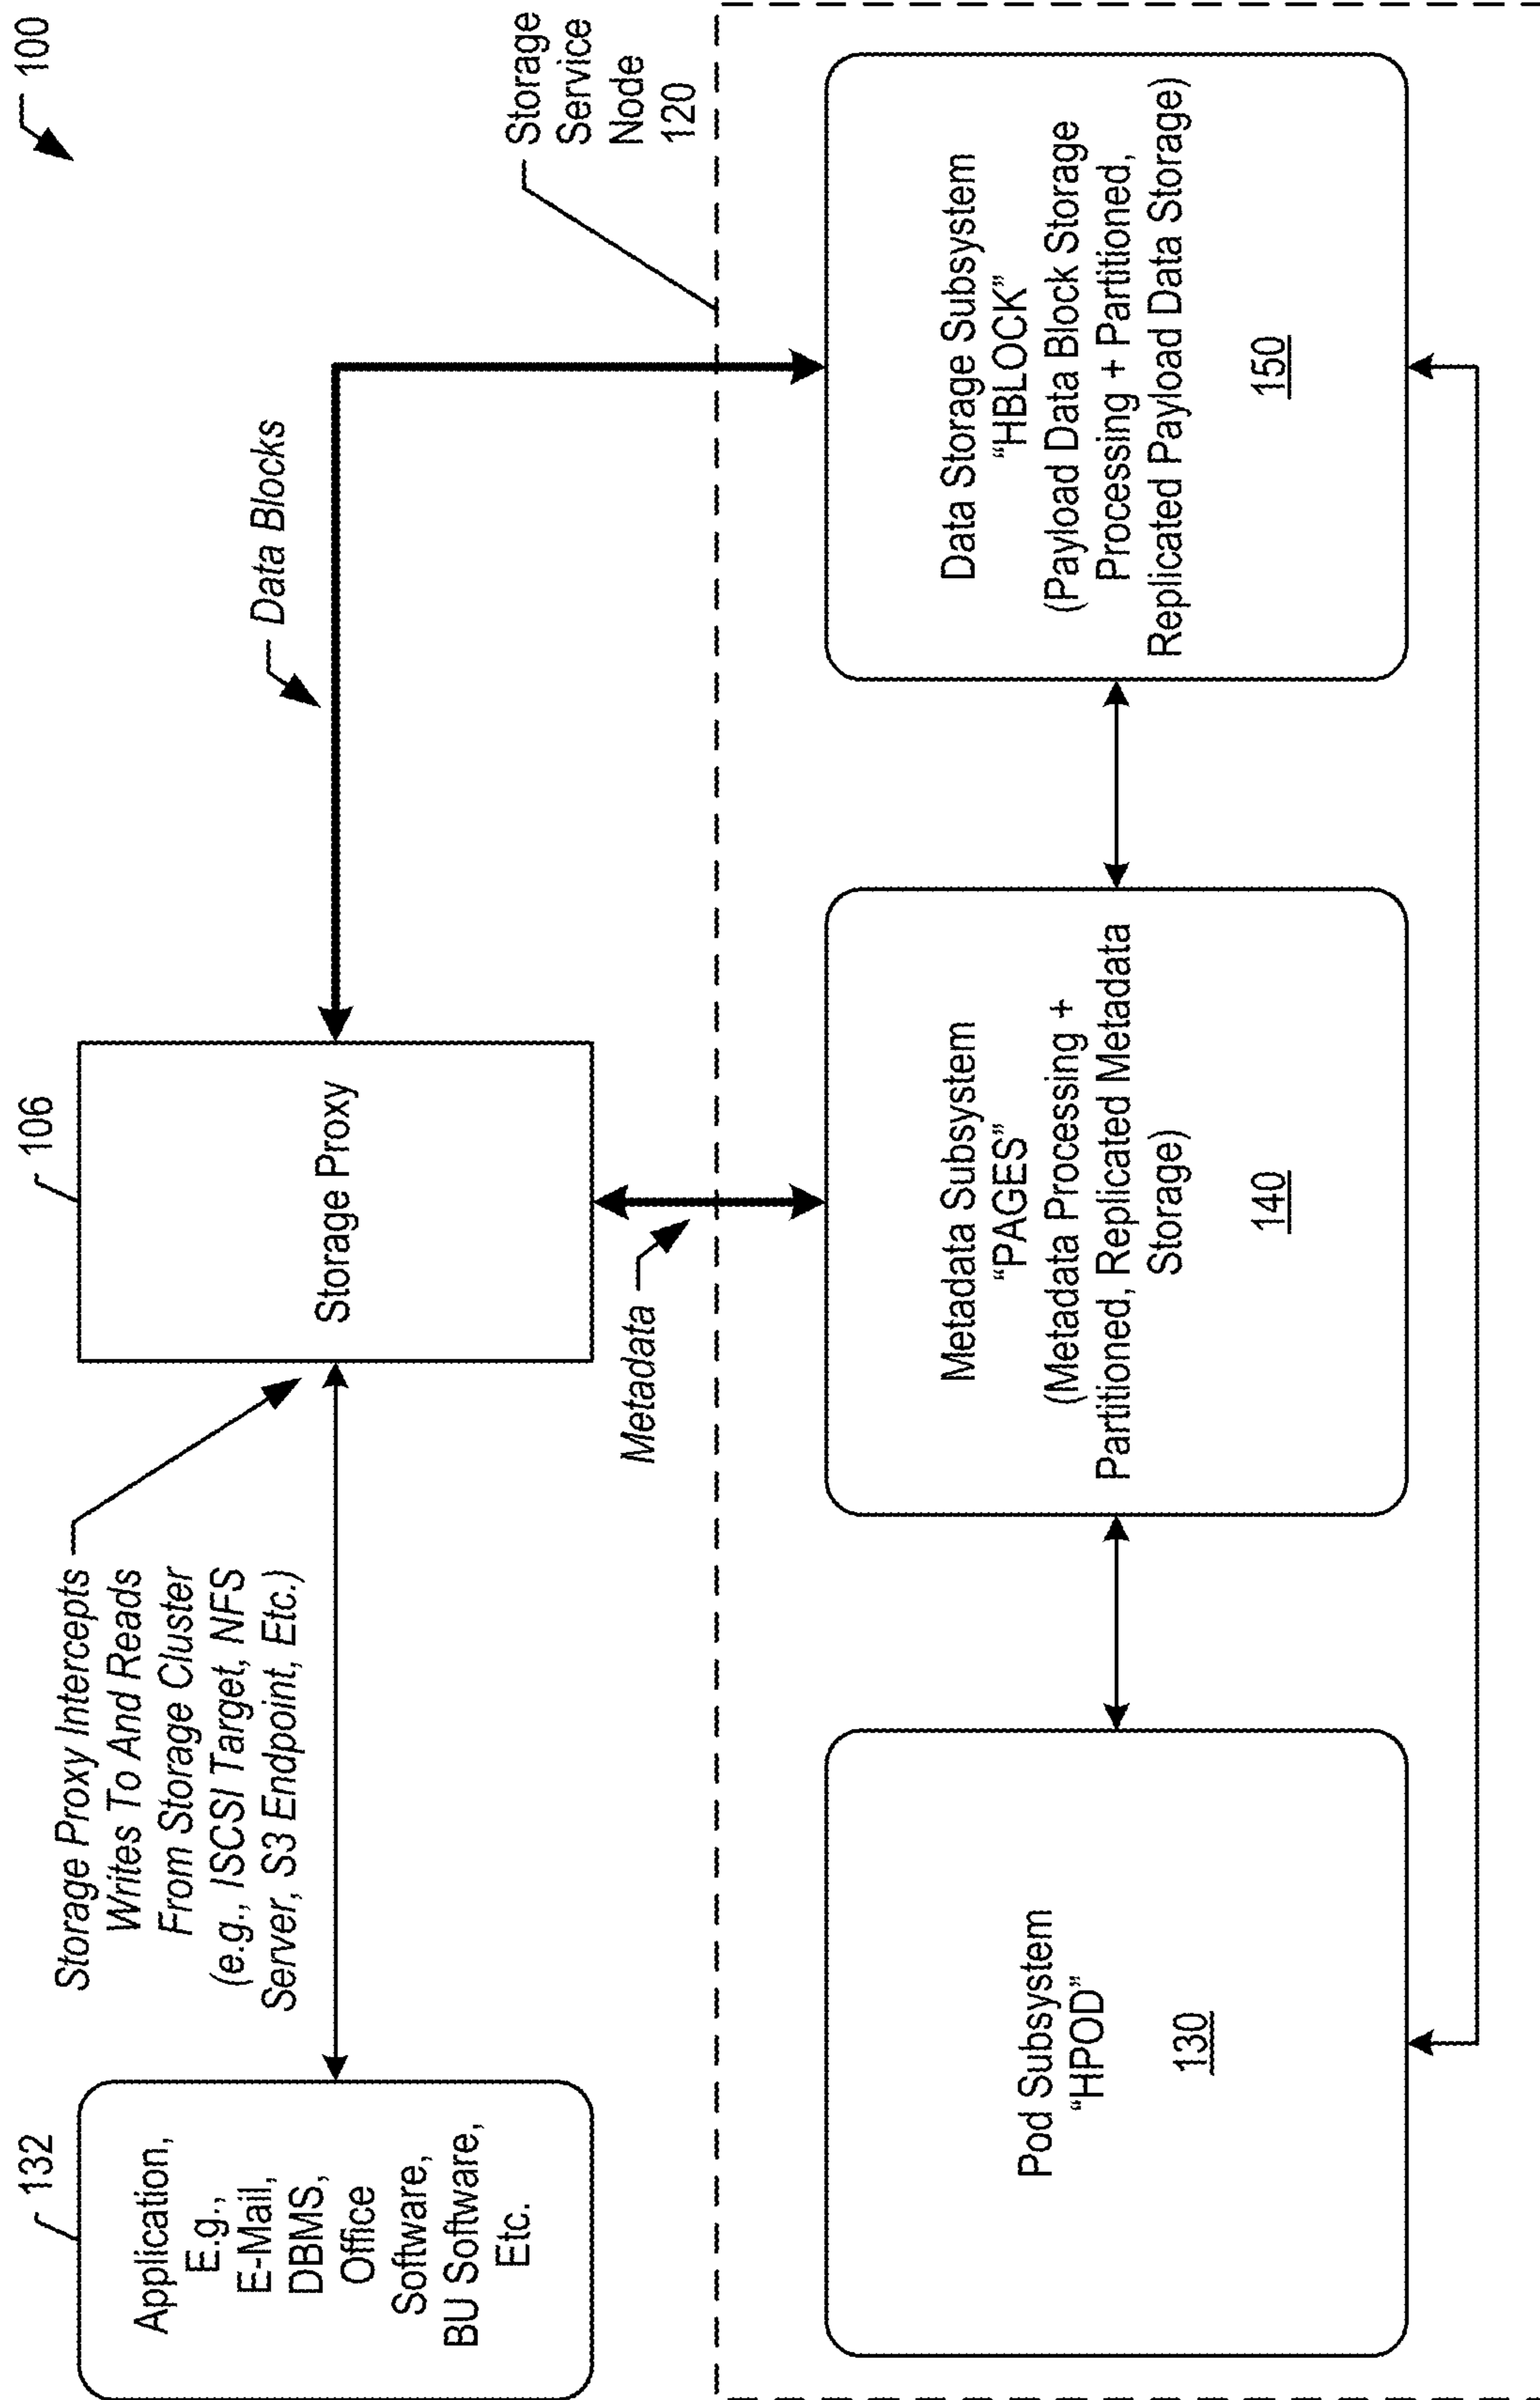 100
132
Application,
E.g.,
E-Mail,
DBMS,
Office
Software,
BU Software,
Etc.
Storage Proxy Intercepts
Writes To And Reads
From Storage Cluster
(e.g., ISCSI Target, NFS
Server, S3 Endpoint, Etc.)
106
Storage Proxy
Data Blocks
Metadata
Storage
Service
Node
120
Pod Subsystem
“HPOD”
130
Metadata Subsystem
“PAGES”
(Metadata Processing +
Partitioned, Replicated Metadata
Storage)
140
Data Storage Subsystem
“HBLOCK”
(Payload Data Block Storage
Processing + Partitioned,
Replicated Payload Data Storage)
150